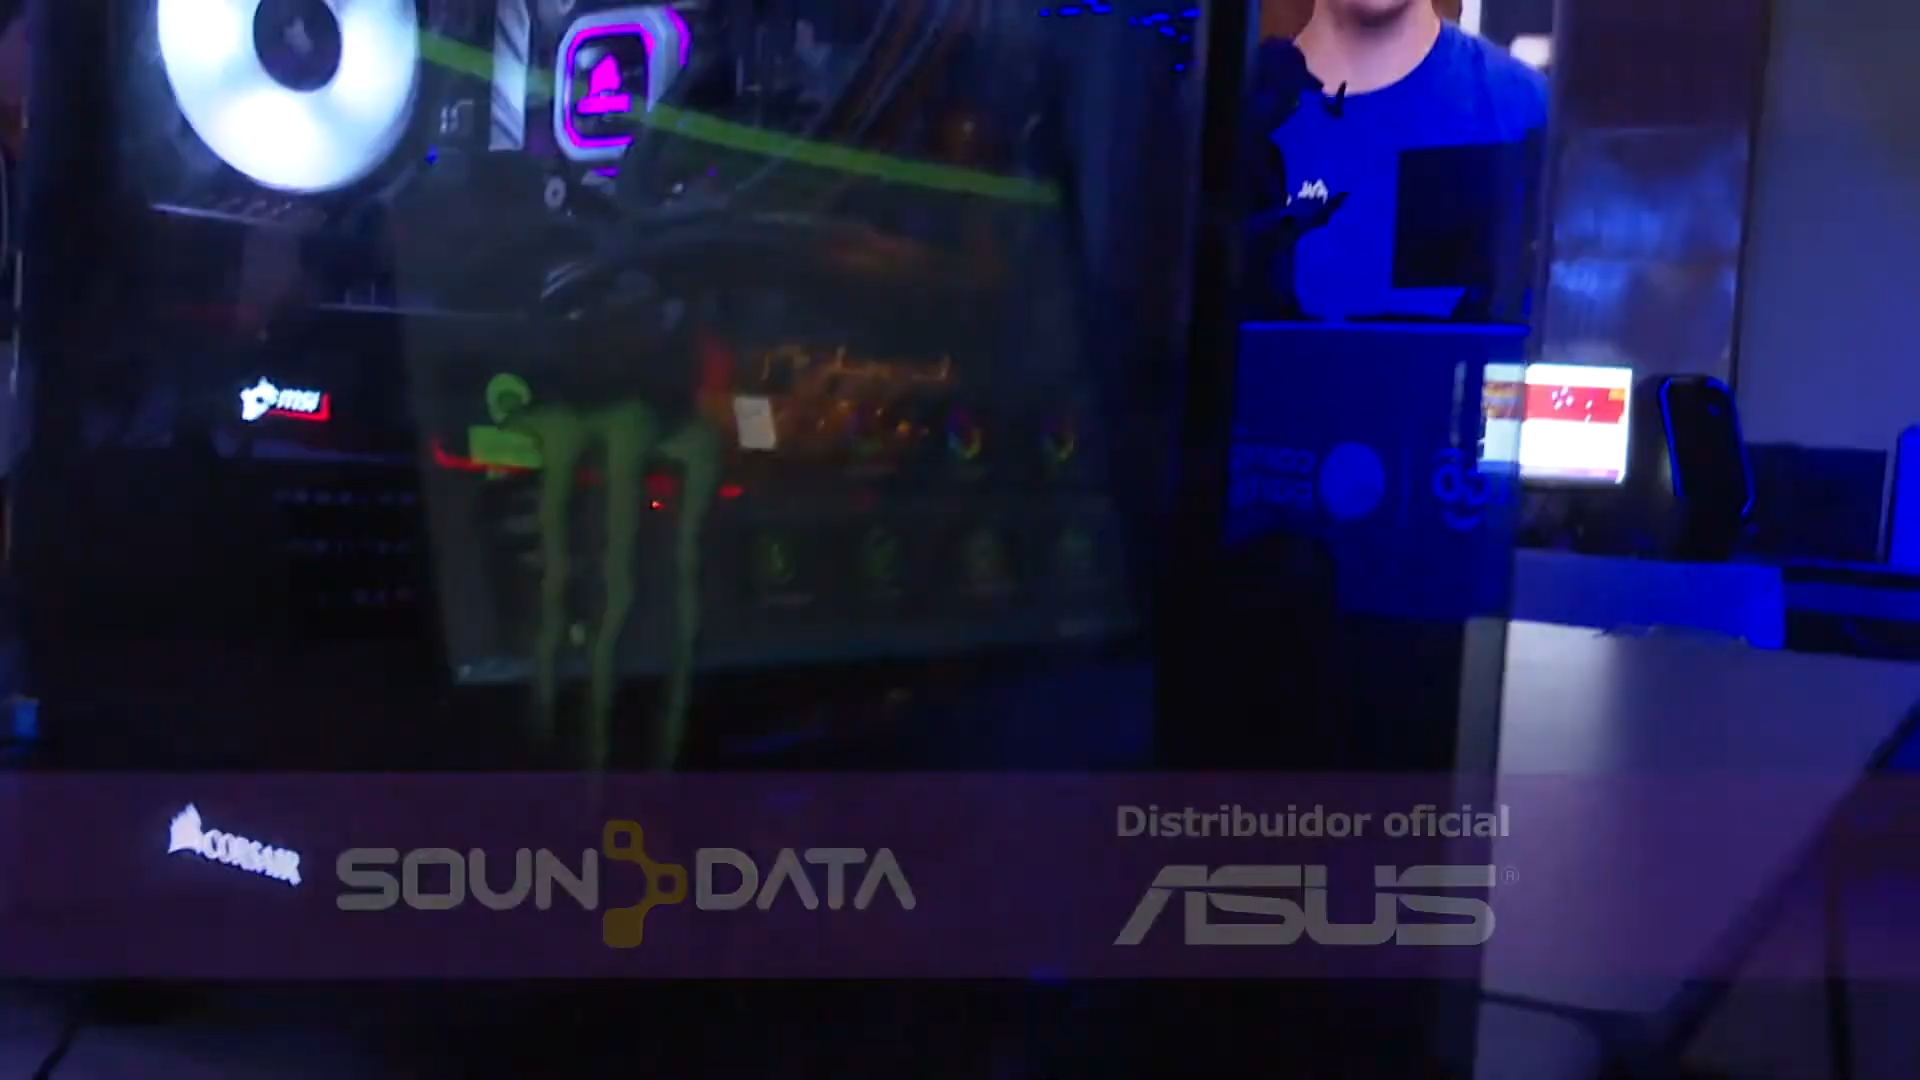 msi
CORSAIR
SOUNDATA
Distribuidor oficial
ASUS®